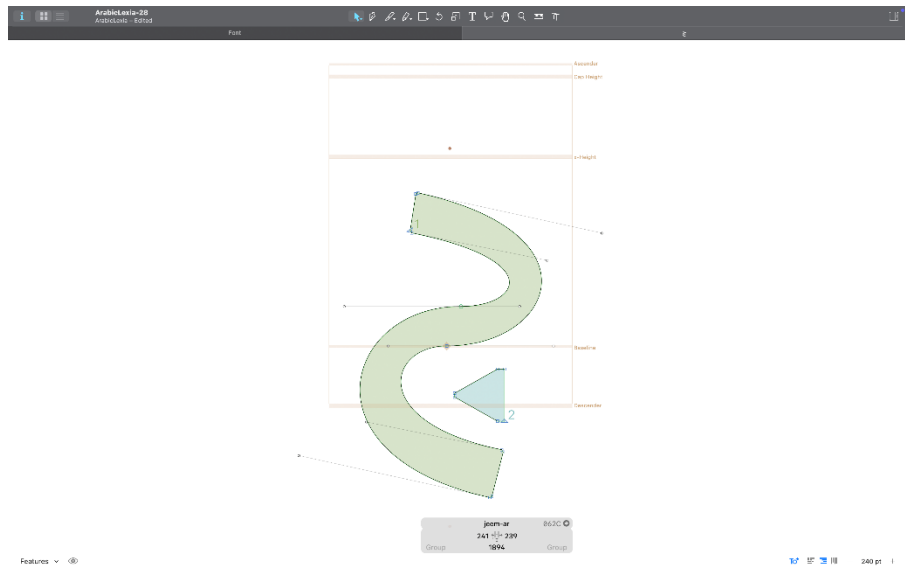 ArabicLexia-28
ArabicLexia - Edited
Font
ج
Ascender
Cap Height
x-Height
1
Baseline
Descender
2
jeem-ar 062C
241 239
Group 1894 Group
Features
240 pt